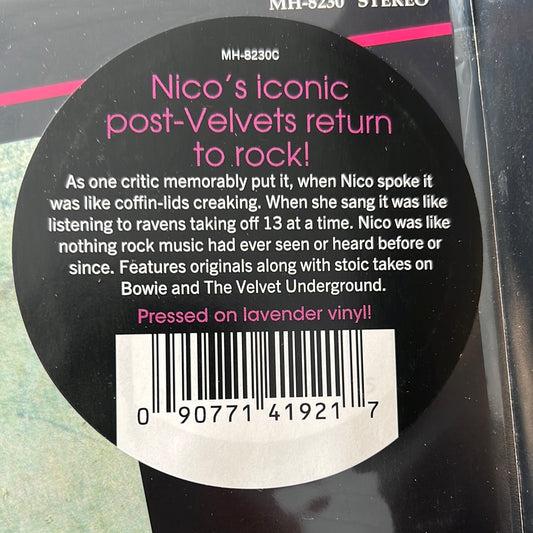 MH-8230 STEREO
MH-8230C
Nico's iconic
post-Velvets return
to rock!
As one critic memorably put it, when Nico spoke it
was like coffin-lids creaking. When she sang it was like
listening to ravens taking off 13 at a time. Nico was like
nothing rock music had ever seen or heard before or
since. Features originals along with stoic takes on
Bowie and The Velvet Underground.
Pressed on lavender vinyl!
0 90771 41921 7